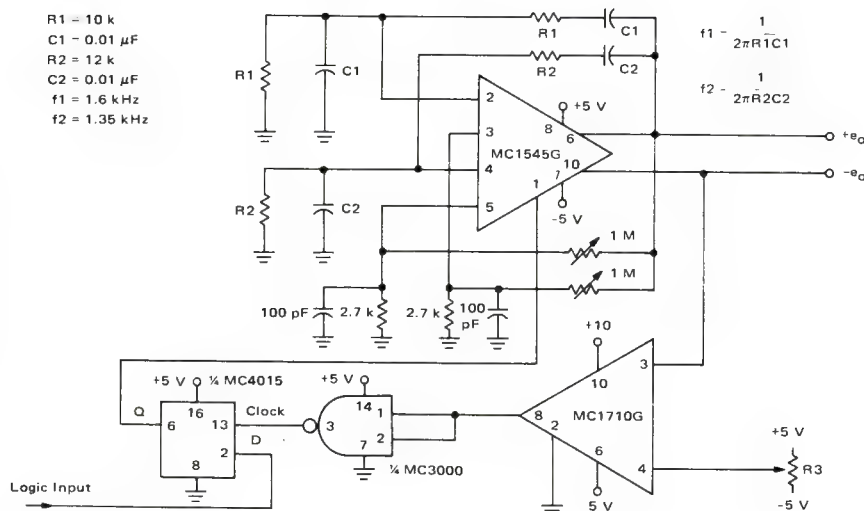 R1 = 10 k
C1 = 0.01 μF
R2 = 12 k
C2 = 0.01 μF
f1 = 1.6 kHz
f2 = 1.35 kHz
R1
C1
R1
C1
R2
C2
f1 - 1
2πR1C1
f2 - 1
2πR2C2
2
3
4
5
+5 V
8
6
MC1545G
10
1
7
-5 V
+eo
-eo
R2
C2
1 M
1 M
100 pF
2.7 k
2.7 k
100 pF
+5 V
¼ MC4015
Q
16
6
13
2
8
Clock
D
+5 V
14
1
3
2
7
¼ MC3000
+10
10
3
8
MC1710G
2
6
4
5 V
+5 V
R3
-5 V
Logic Input